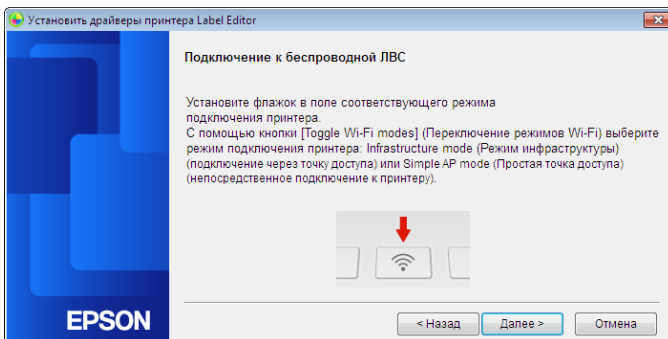 Установить драйверы принтера Label Editor
Подключение к беспроводной ЛВС
Установите флажок в поле соответствующего режима
подключения принтера.
С помощью кнопки [Toggle Wi-Fi modes] (Переключение режимов Wi-Fi) выберите
режим подключения принтера: Infrastructure mode (Режим инфраструктуры)
(подключение через точку доступа) или Simple AP mode (Простая точка доступа)
(непосредственное подключение к принтеру).
EPSON
< Назад
Далее >
Отмена